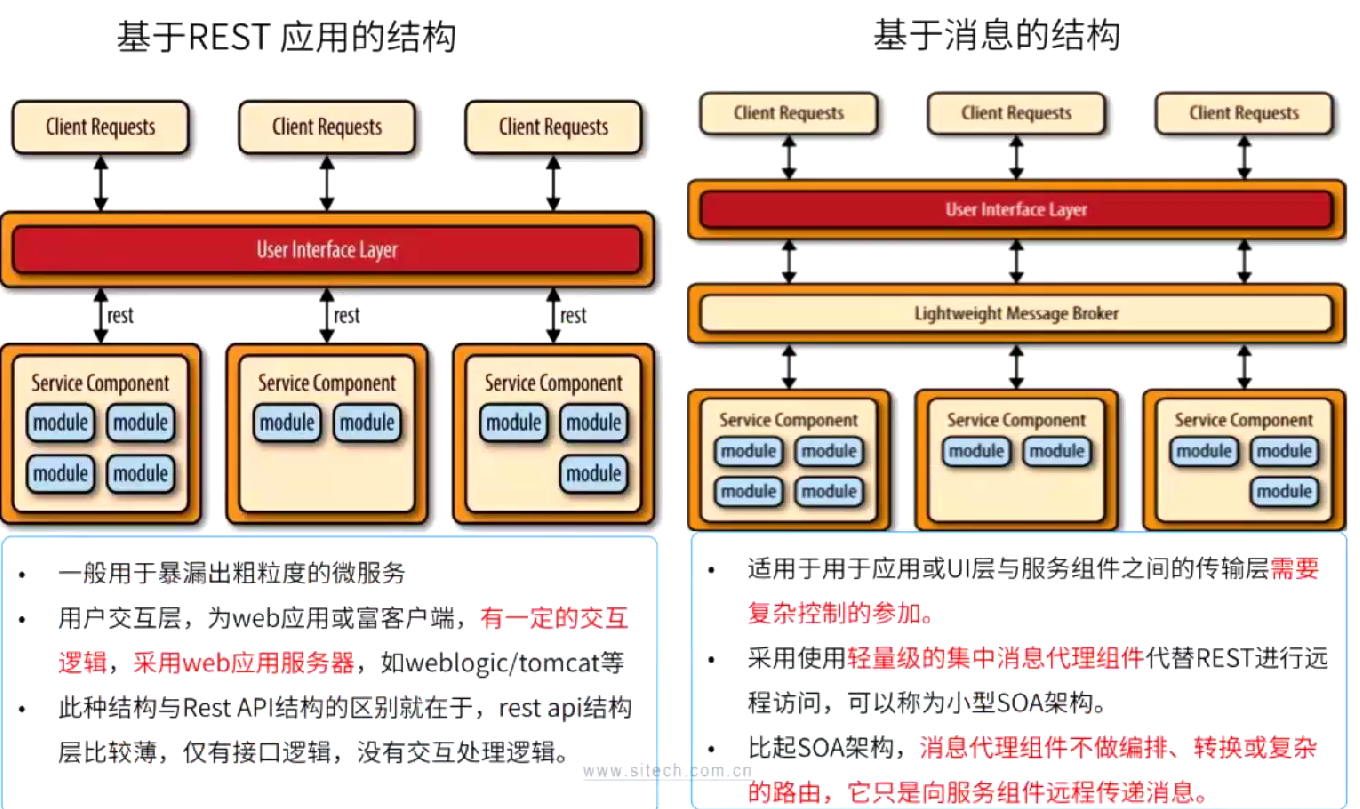 基于REST 应用的结构
Client Requests
Client Requests
Client Requests
User Interface Layer
rest
rest
rest
Service Component
module
module
module
module
Service Component
module
module
Service Component
module
module
module
• 一般用于暴漏出粗粒度的微服务
• 用户交互层，为web应用或富客户端，有一定的交互
逻辑，采用web应用服务器，如weblogic/tomcat等
• 此种结构与Rest API结构的区别就在于，rest api结构
层比较薄，仅有接口逻辑，没有交互处理逻辑。
基于消息的结构
Client Requests
Client Requests
Client Requests
User Interface Layer
Lightweight Message Broker
Service Component
module
module
module
module
Service Component
module
module
Service Component
module
module
module
• 适用于用于应用或UI层与服务组件之间的传输层需要
复杂控制的参加。
• 采用使用轻量级的集中消息代理组件代替REST进行远
程访问，可以称为小型SOA架构。
• 比起SOA架构，消息代理组件不做编排、转换或复杂
的路由，它只是向服务组件远程传递消息。
www.sitech.com.cn